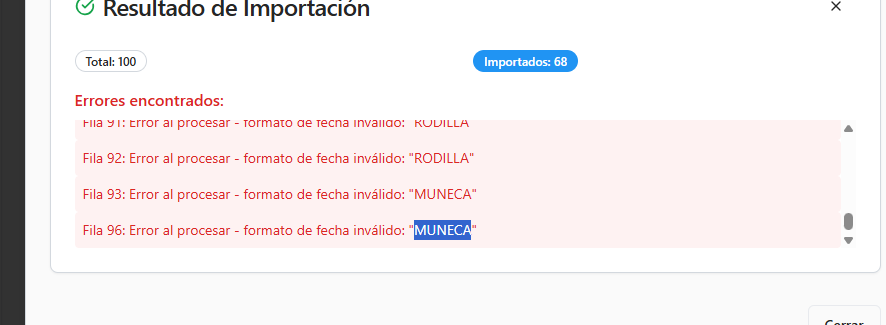 Resultado de Importación
Total: 100
Importados: 68
Errores encontrados:
Fila 91: Error al procesar - formato de fecha inválido: "RODILLA"
Fila 92: Error al procesar - formato de fecha inválido: "RODILLA"
Fila 93: Error al procesar - formato de fecha inválido: "MUNECA"
Fila 96: Error al procesar - formato de fecha inválido: "MUNECA"
Cerrar